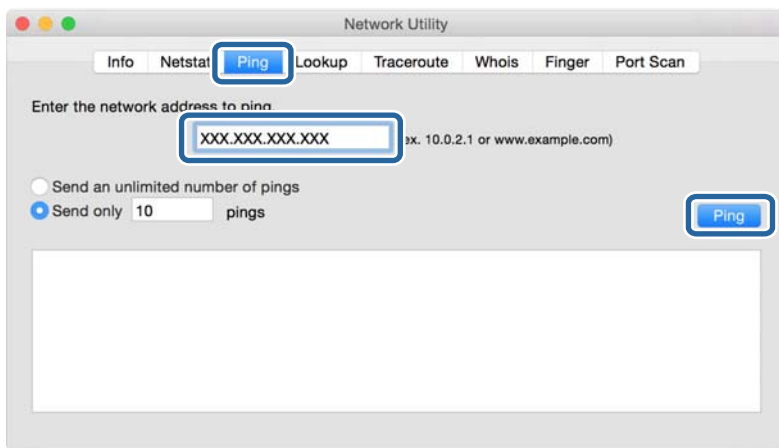 Network Utility
Info Netstat Ping Lookup Traceroute Whois Finger Port Scan
Enter the network address to ping.
XXX.XXX.XXX.XXX ex. 10.0.2.1 or www.example.com)
Send an unlimited number of pings
Send only 10 pings
Ping